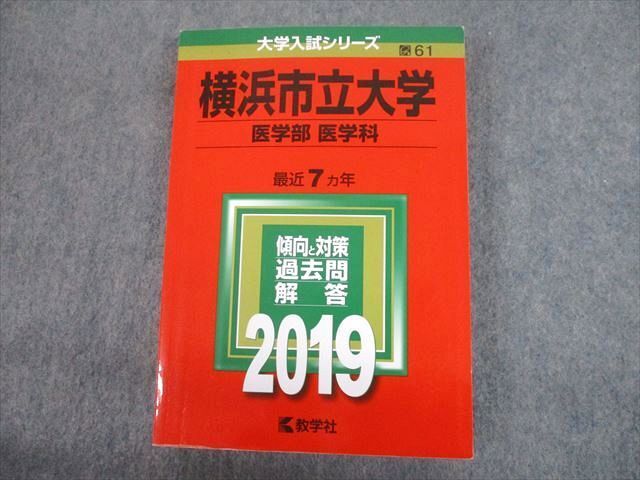 大学入試シリーズ
61
横浜市立大学
医学部 医学科
最近7カ年
傾向と対策
過去問
解答
2019
教学社